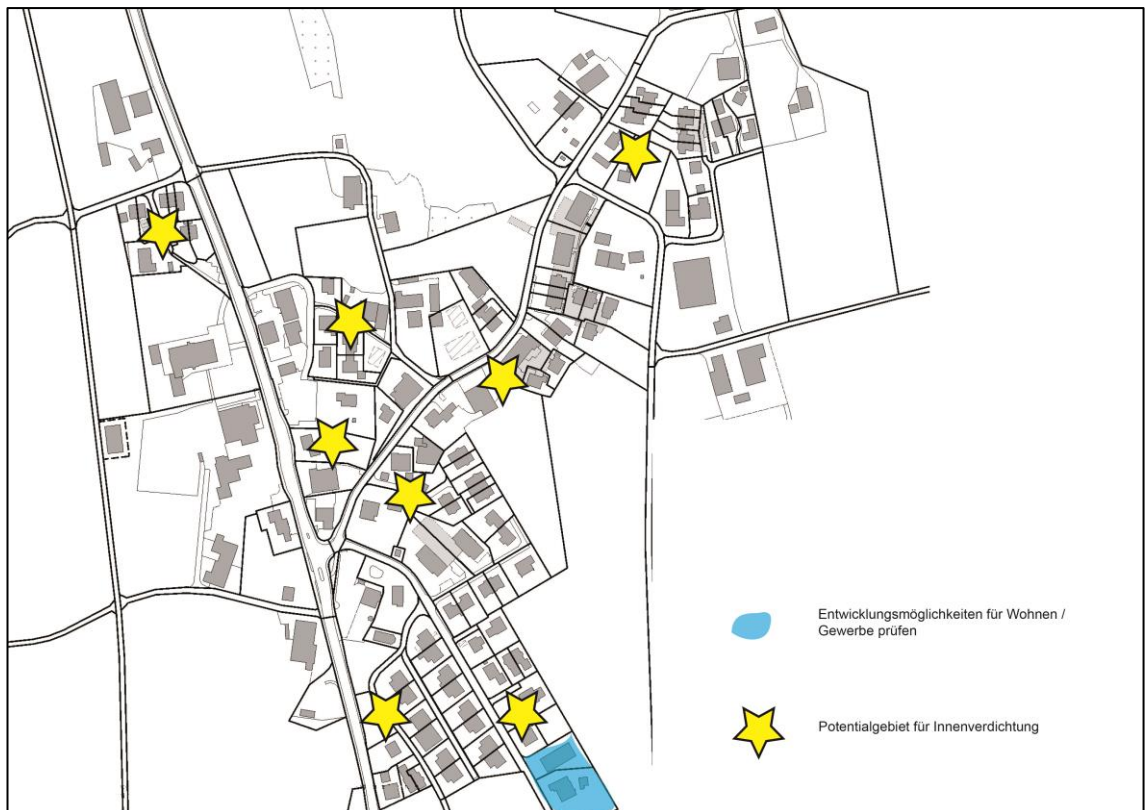 Entwicklungsmöglichkeiten für Wohnen /
Gewerbe prüfen
Potentialgebiet für Innenverdichtung